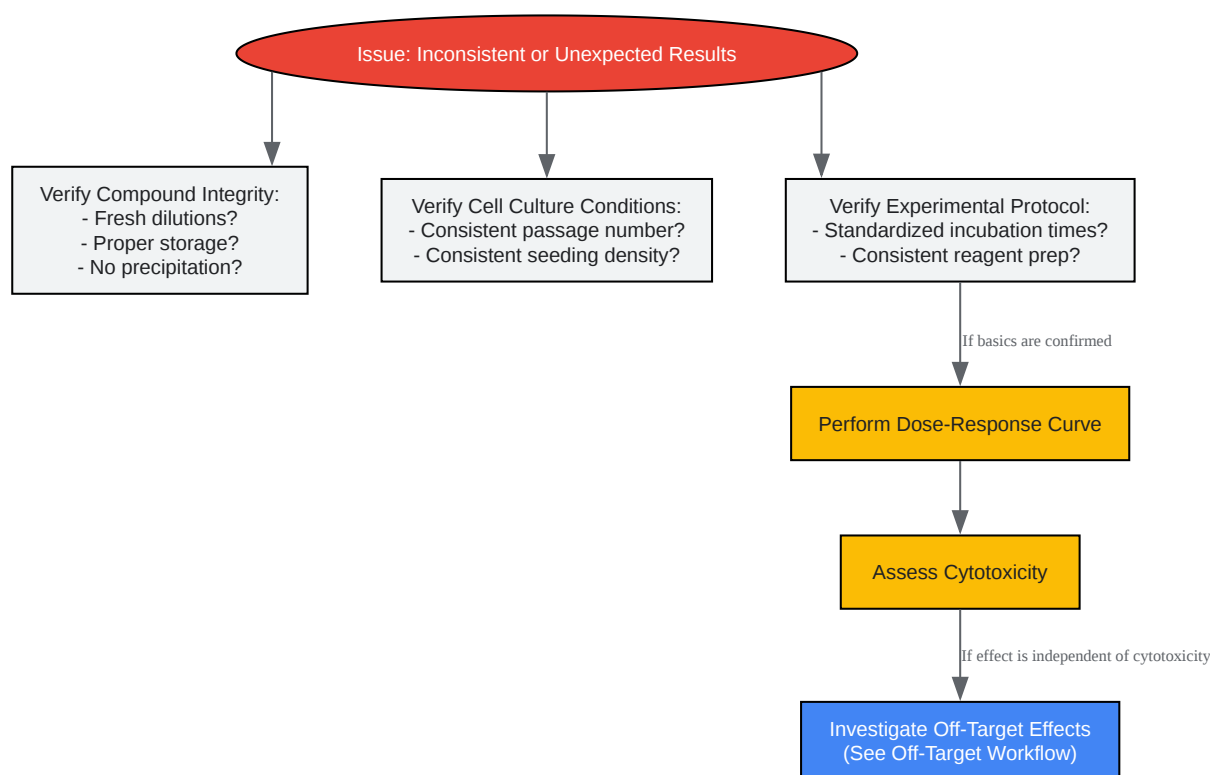 Issue: Inconsistent or Unexpected Results
Verify Compound Integrity:
- Fresh dilutions?
- Proper storage?
- No precipitation?
Verify Cell Culture Conditions:
- Consistent passage number?
- Consistent seeding density?
Verify Experimental Protocol:
- Standardized incubation times?
- Consistent reagent prep?
If basics are confirmed
Perform Dose-Response Curve
Assess Cytotoxicity
If effect is independent of cytotoxicity
Investigate Off-Target Effects
(See Off-Target Workflow)